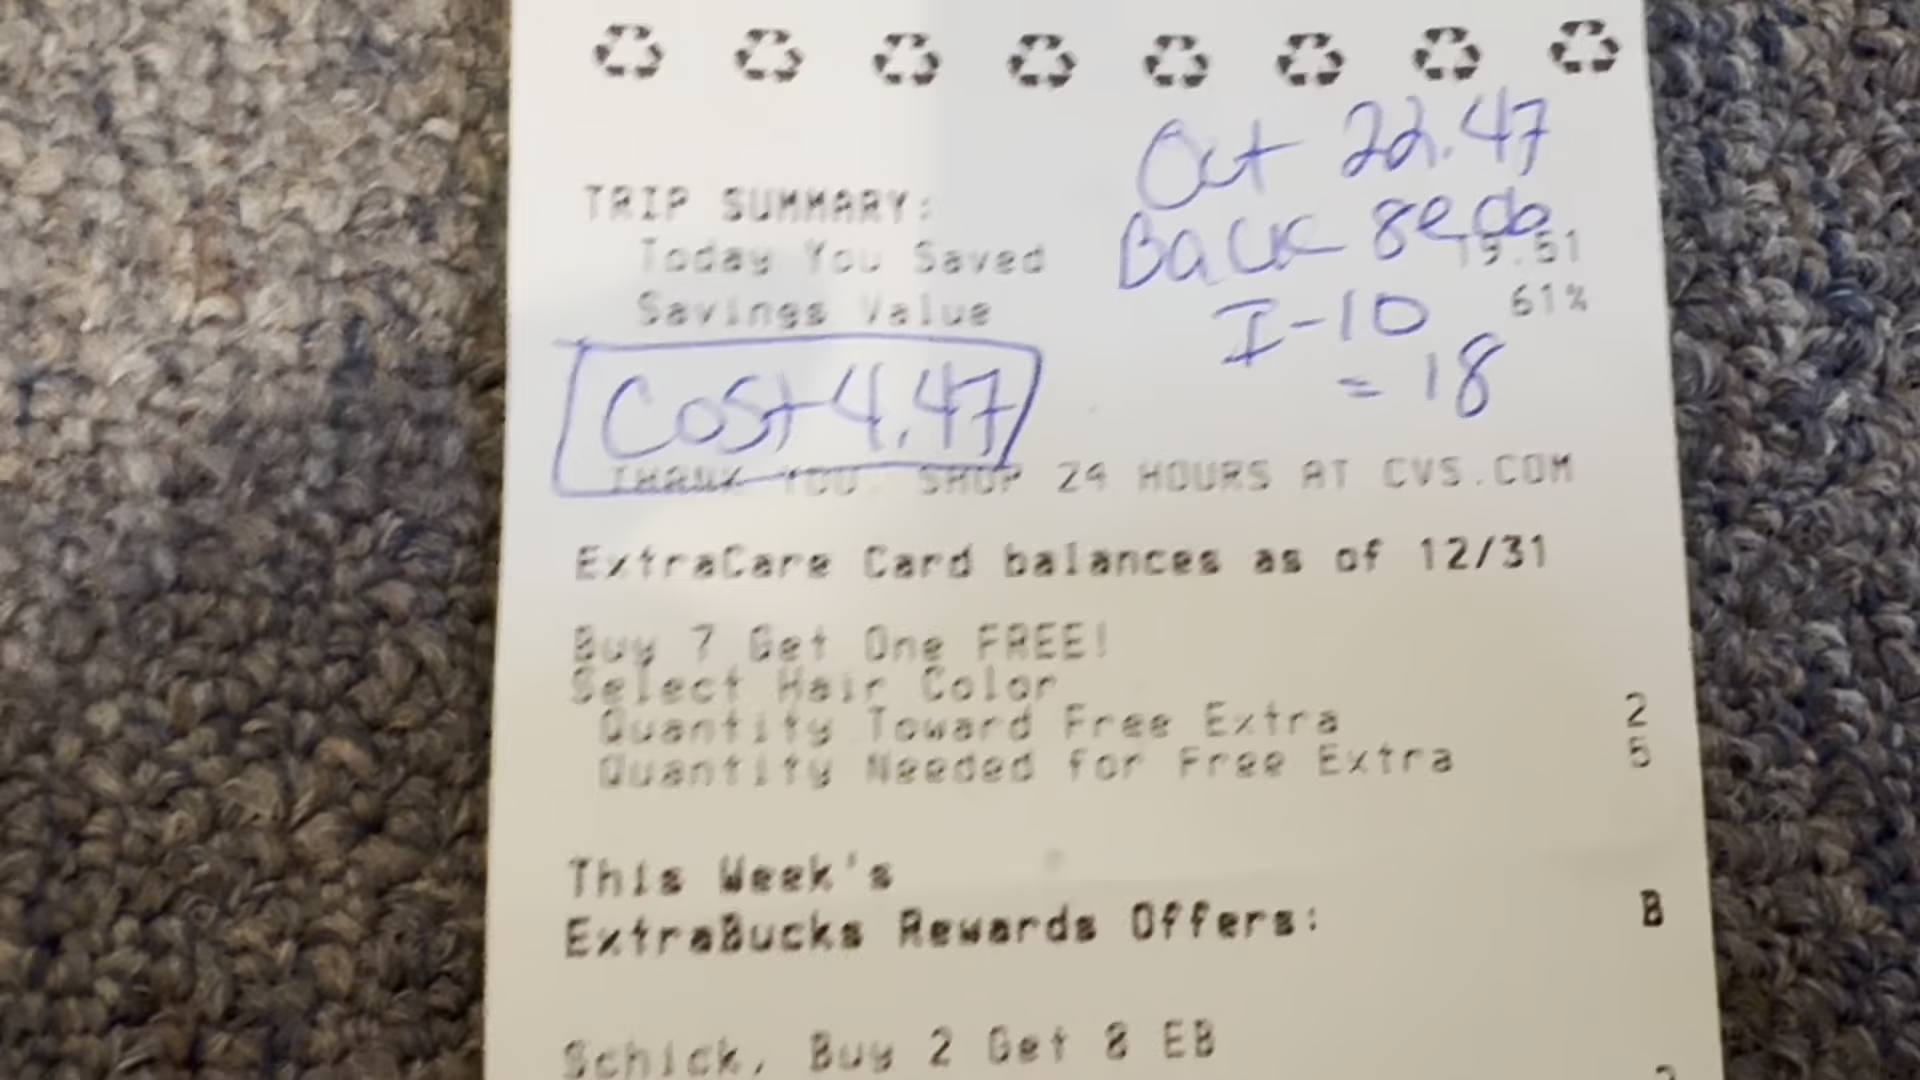 Out 22.47
TRIP SUMMARY:
Back 8ecb
Today You Saved 19.51
Savings Value 61%
I-10
= 18
Cost 4.47
THANK YOU. SHOP 24 HOURS AT CVS.COM
ExtraCare Card balances as of 12/31
Buy 7 Get One FREE!
Select Hair Color
Quantity Toward Free Extra 2
Quantity Needed for Free Extra 5
This Week's
ExtraBucks Rewards Offers: B
Schick, Buy 2 Get 8 EB